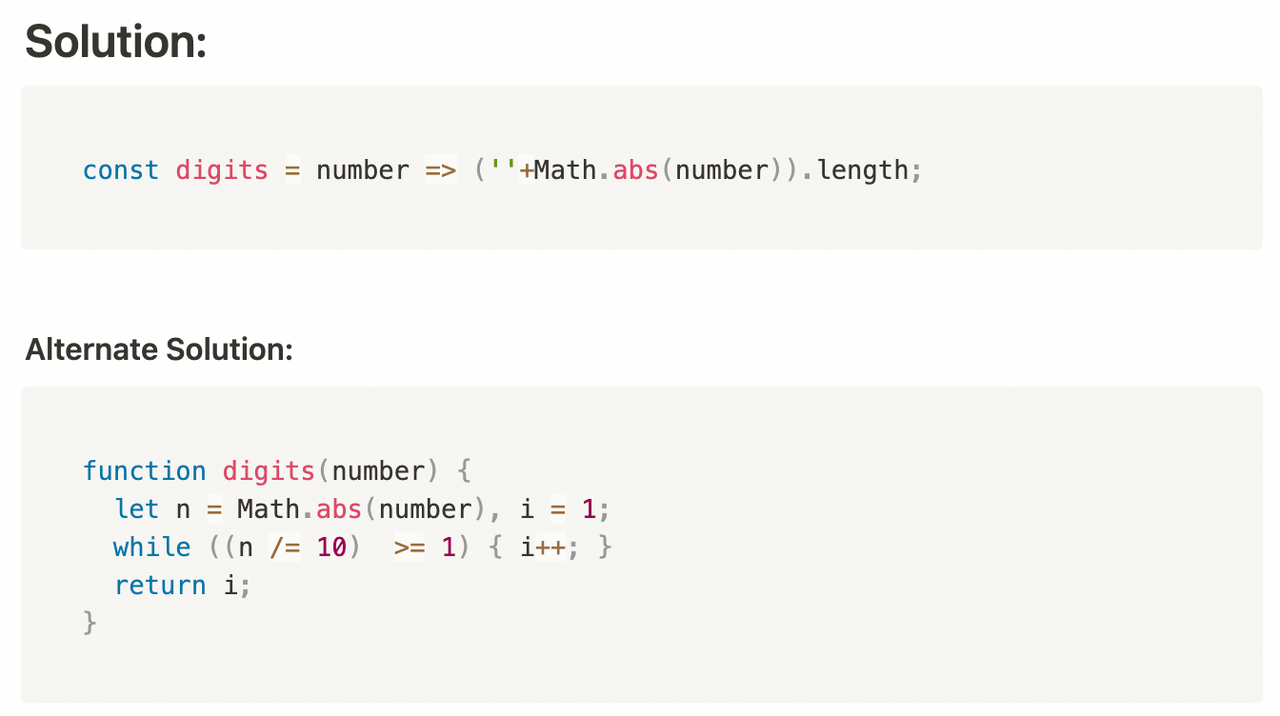 Solution:
const digits = number => (''+Math.abs(number)).length;
Alternate Solution:
function digits(number) {
  let n = Math.abs(number), i = 1;
  while ((n /= 10)  >= 1) { i++; }
  return i;
}